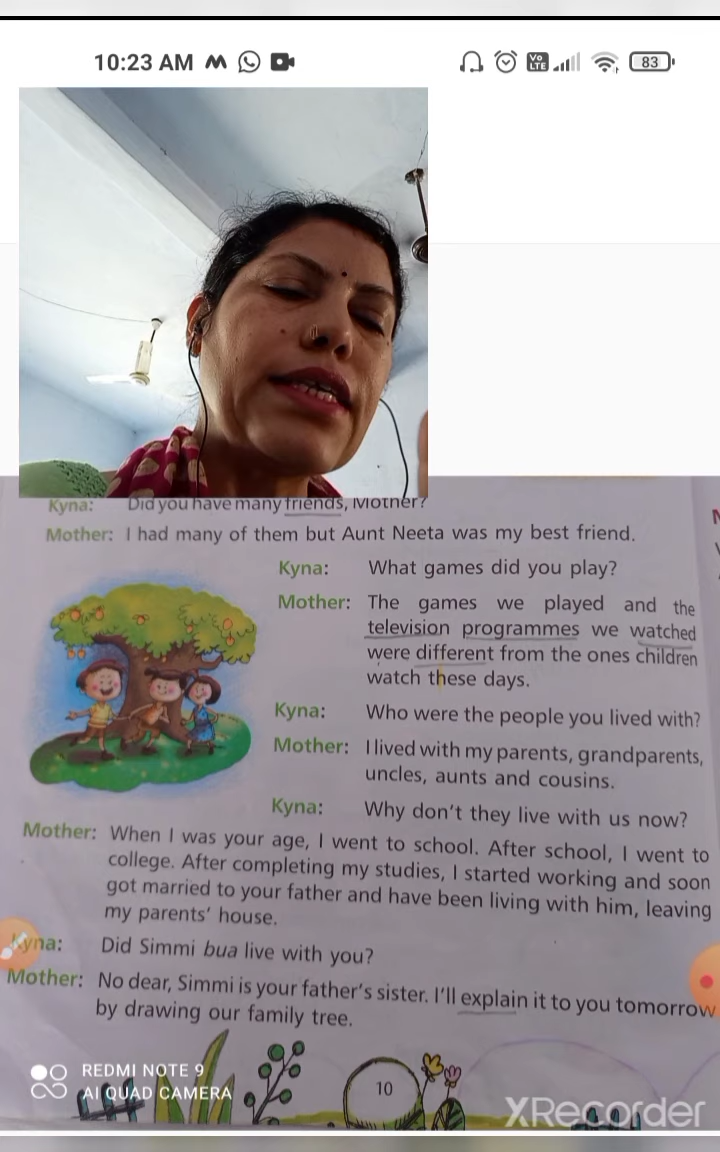 10:23 AM
Vo LTE
83
Kyna: Did you have many friends, Mother?
Mother: I had many of them but Aunt Neeta was my best friend.
Kyna: What games did you play?
Mother: The games we played and the
television programmes we watched
were different from the ones children
watch these days.
Kyna: Who were the people you lived with?
Mother: I lived with my parents, grandparents,
uncles, aunts and cousins.
Kyna: Why don't they live with us now?
Mother: When I was your age, I went to school. After school, I went to
college. After completing my studies, I started working and soon
got married to your father and have been living with him, leaving
my parents' house.
Kyna: Did Simmi bua live with you?
Mother: No dear, Simmi is your father's sister. I'll explain it to you tomorrow
by drawing our family tree.
REDMI NOTE 9
AI QUAD CAMERA
10
XRecorder